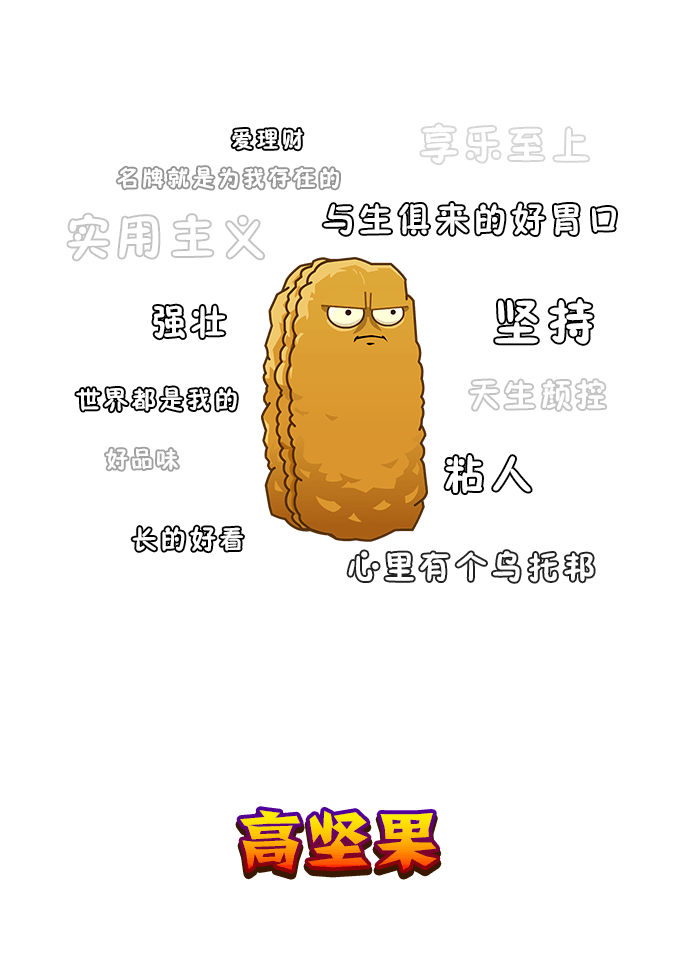 爱理财
享乐至上
名牌就是为我存在的
与生俱来的好胃口
实用主义
强壮
坚持
世界都是我的
天生颜控
好品味
粘人
长的好看
心里有个乌托邦
高坚果